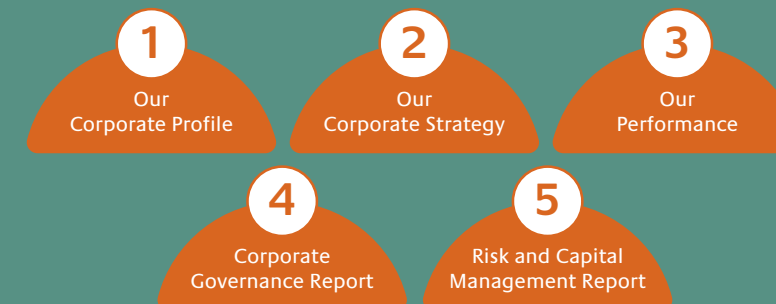 1
Our
Corporate Profile
2
Our
Corporate Strategy
3
Our
Performance
4
Corporate
Governance Report
5
Risk and Capital
Management Report